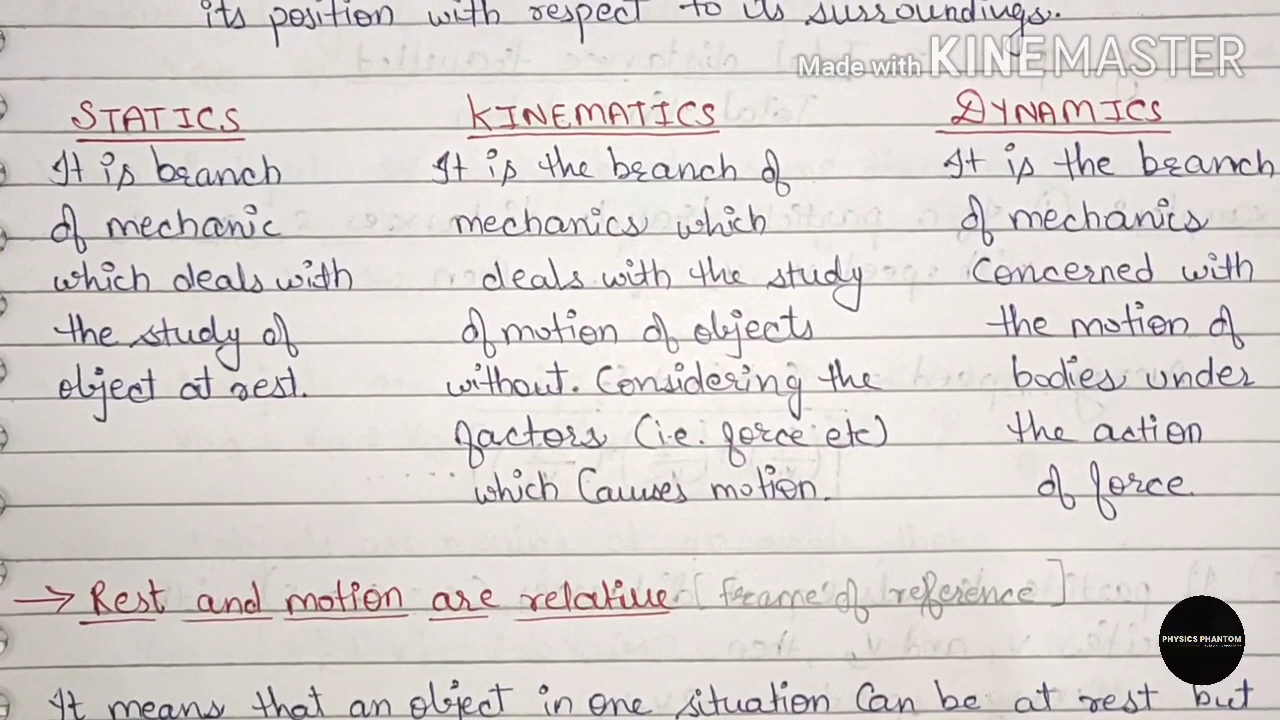 its position with respect to its surroundings.
Made with KINEMASTER
STATICS
It is branch
of mechanic
which deals with
the study of
object at rest.
KINEMATICS
It is the branch of
mechanics which
deals with the study
of motion of objects
without. Considering the
factors (i.e. force etc)
which Causes motion.
DYNAMICS
It is the branch
of mechanics
Concerned with
the motion of
bodies under
the action
of force.
→ Rest and motion are relative [frame of reference]
PHYSICS PHANTOM
It means that an object in one situation Can be at rest but